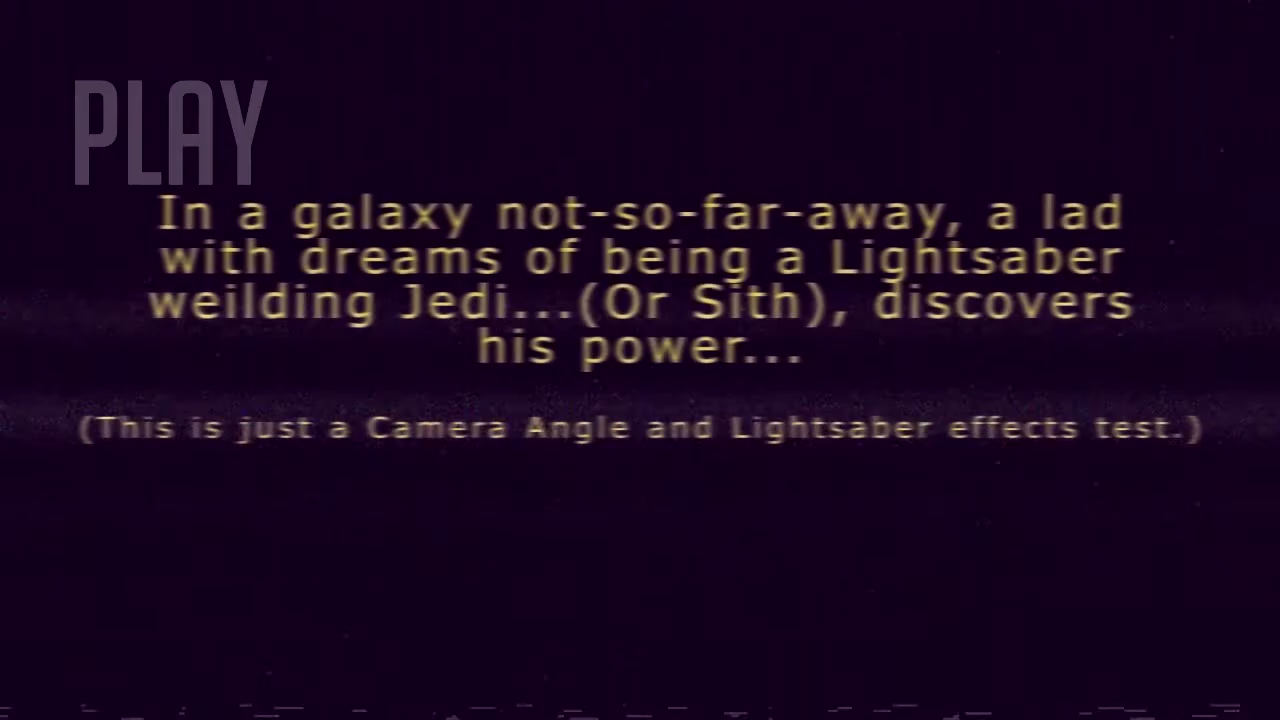 PLAY
In a galaxy not-so-far-away, a lad
with dreams of being a Lightsaber
weilding Jedi...(Or Sith), discovers
his power...
(This is just a Camera Angle and Lightsaber effects test.)